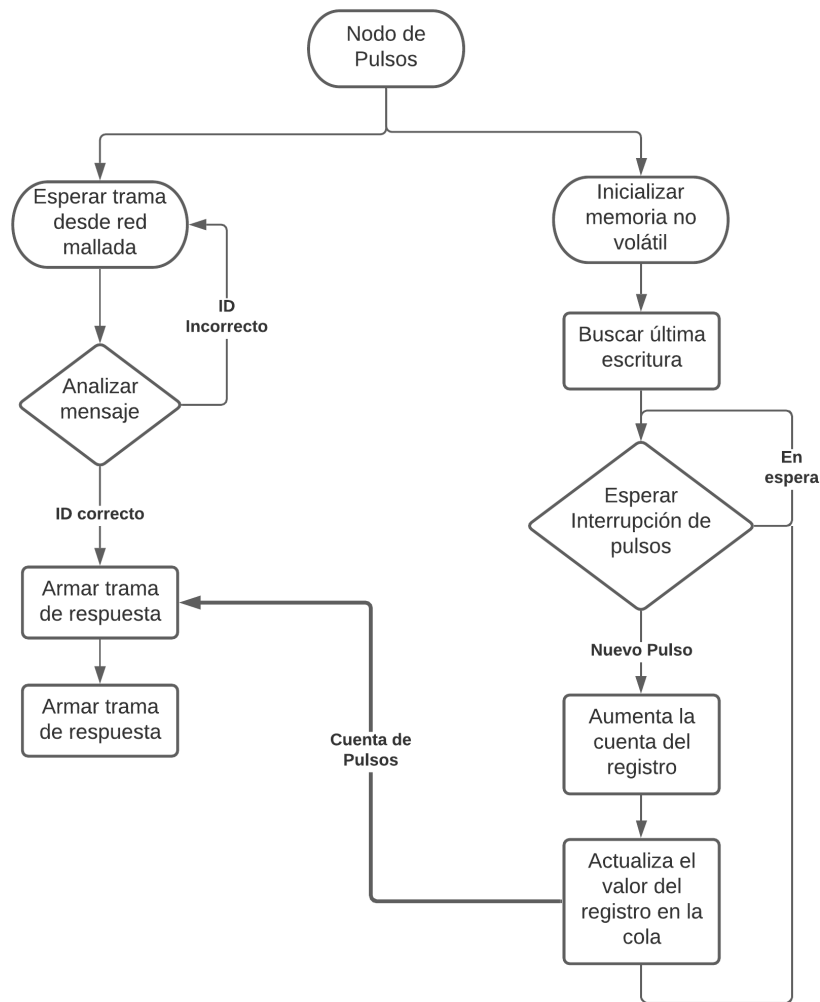 Nodo de
Pulsos
Esperar trama
desde red
mallada
ID
Incorrecto
Analizar
mensaje
ID correcto
Armar trama
de respuesta
Armar trama
de respuesta
Cuenta de
Pulsos
Inicializar
memoria no
volátil
Buscar última
escritura
En
espera
Esperar
Interrupción de
pulsos
Nuevo Pulso
Aumenta la
cuenta del
registro
Actualiza el
valor del
registro en la
cola